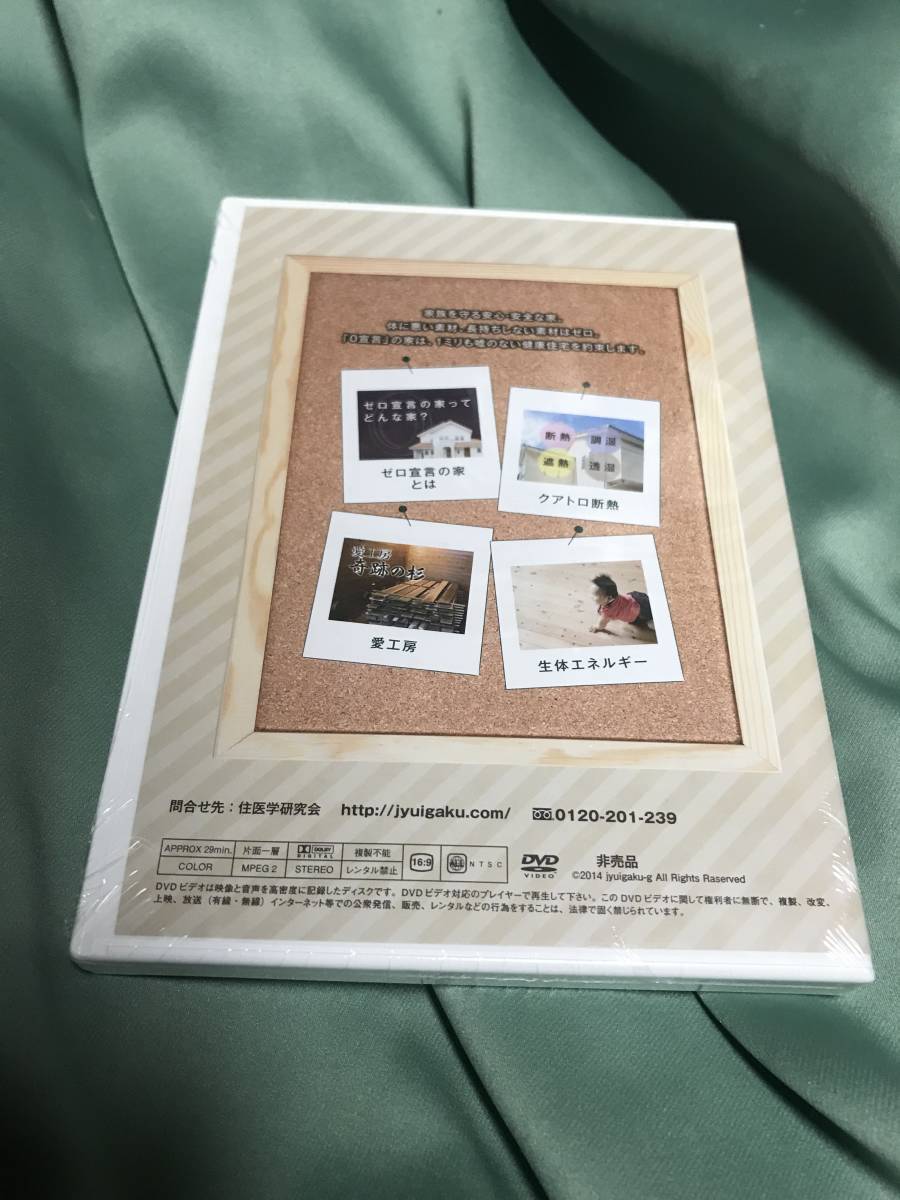 家族を守る安心・安全な家。
体に悪い素材、長持ちしない素材はゼロ。
「0宣言」の家は、1ミリも嘘のない健康住宅を約束します。
ゼロ宣言の家って
どんな家?
ゼロ宣言の家
とは
断熱 調湿
遮熱 透湿
クアトロ断熱
愛工房
奇跡の杉
愛工房
生体エネルギー
問合せ先:住医学研究会 http://jyuigaku.com/ 0120-201-239
APPROX 29min. 片面一層 DOLBY DIGITAL 複製不能
COLOR MPEG 2 STEREO レンタル禁止
16:9 ALL NTSC
DVD VIDEO
非売品
©2014 jyuigaku-g All Rights Raserved
DVDビデオは映像と音声を高密度に記録したディスクです。DVDビデオ対応のプレイヤーで再生して下さい。このDVDビデオに関して権利者に無断で、複製、改変、
上映、放送(有線・無線)インターネット等での公衆発信、販売、レンタルなどの行為をすることは、法律で固く禁じられています。